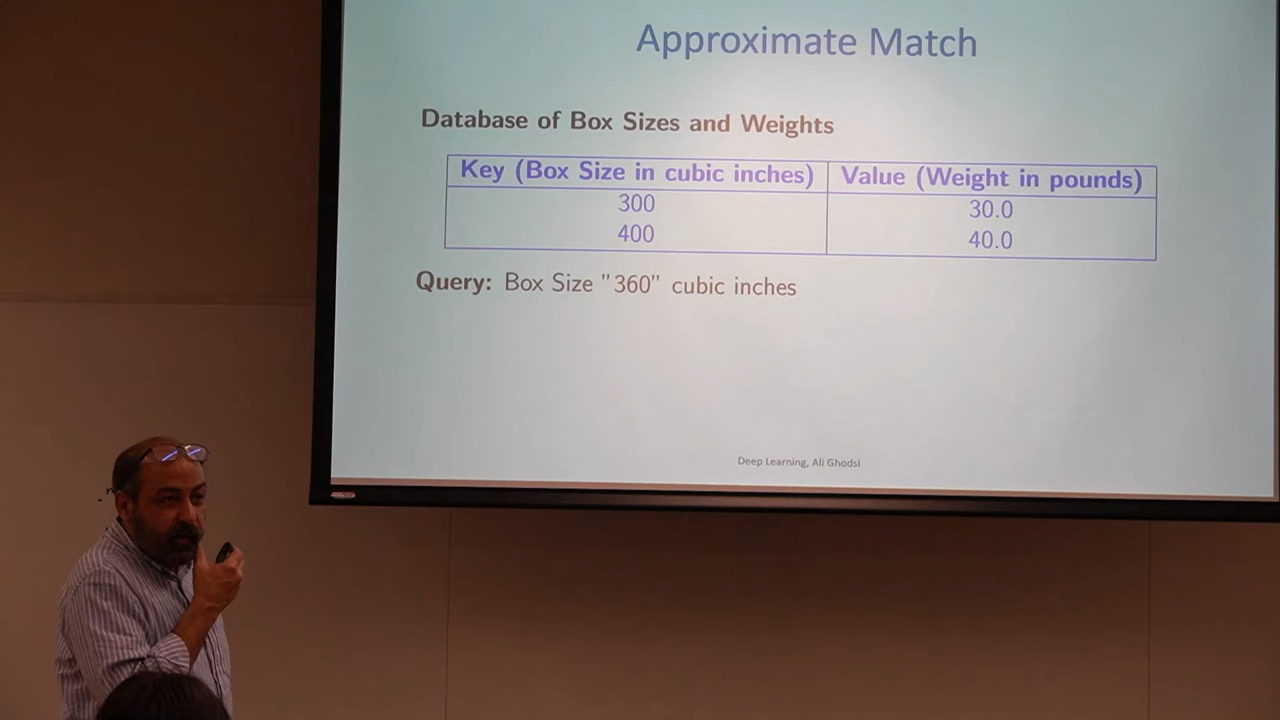 Approximate Match
Database of Box Sizes and Weights
Key (Box Size in cubic inches) Value (Weight in pounds)
300 30.0
400 40.0
Query: Box Size "360" cubic inches
Deep Learning, Ali Ghodsi